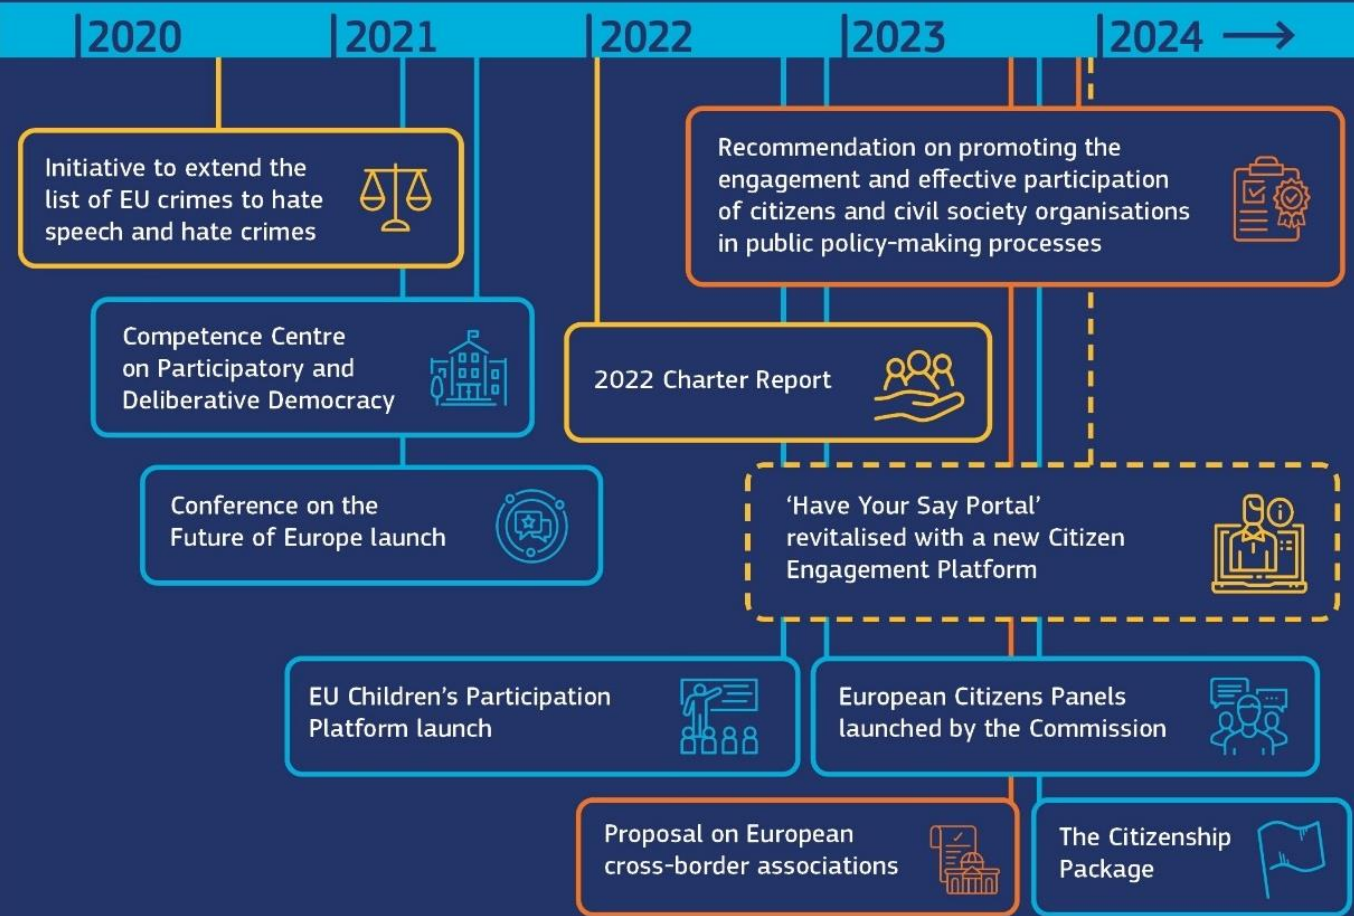 2020
2021
2022
2023
2024
Initiative to extend the
list of EU crimes to hate
speech and hate crimes
Recommendation on promoting the
engagement and effective participation
of citizens and civil society organisations
in public policy-making processes
Competence Centre
on Participatory and
Deliberative Democracy
2022 Charter Report
Conference on the
Future of Europe launch
‘Have Your Say Portal’
revitalised with a new Citizen
Engagement Platform
EU Children’s Participation
Platform launch
European Citizens Panels
launched by the Commission
Proposal on European
cross-border associations
The Citizenship
Package